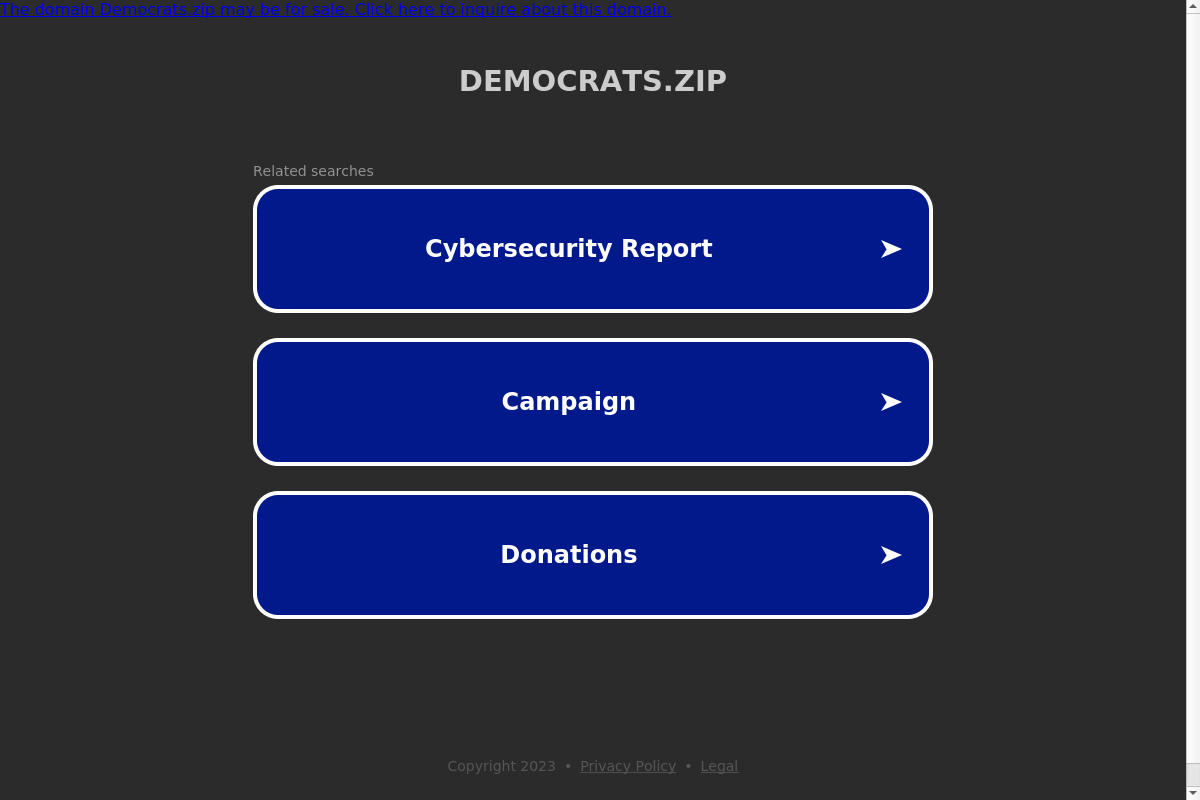 The domain Democrats.zip may be for sale. Click here to inquire about this domain.
DEMOCRATS.ZIP
Related searches
Cybersecurity Report
Campaign
Donations
Copyright 2023 • Privacy Policy • Legal